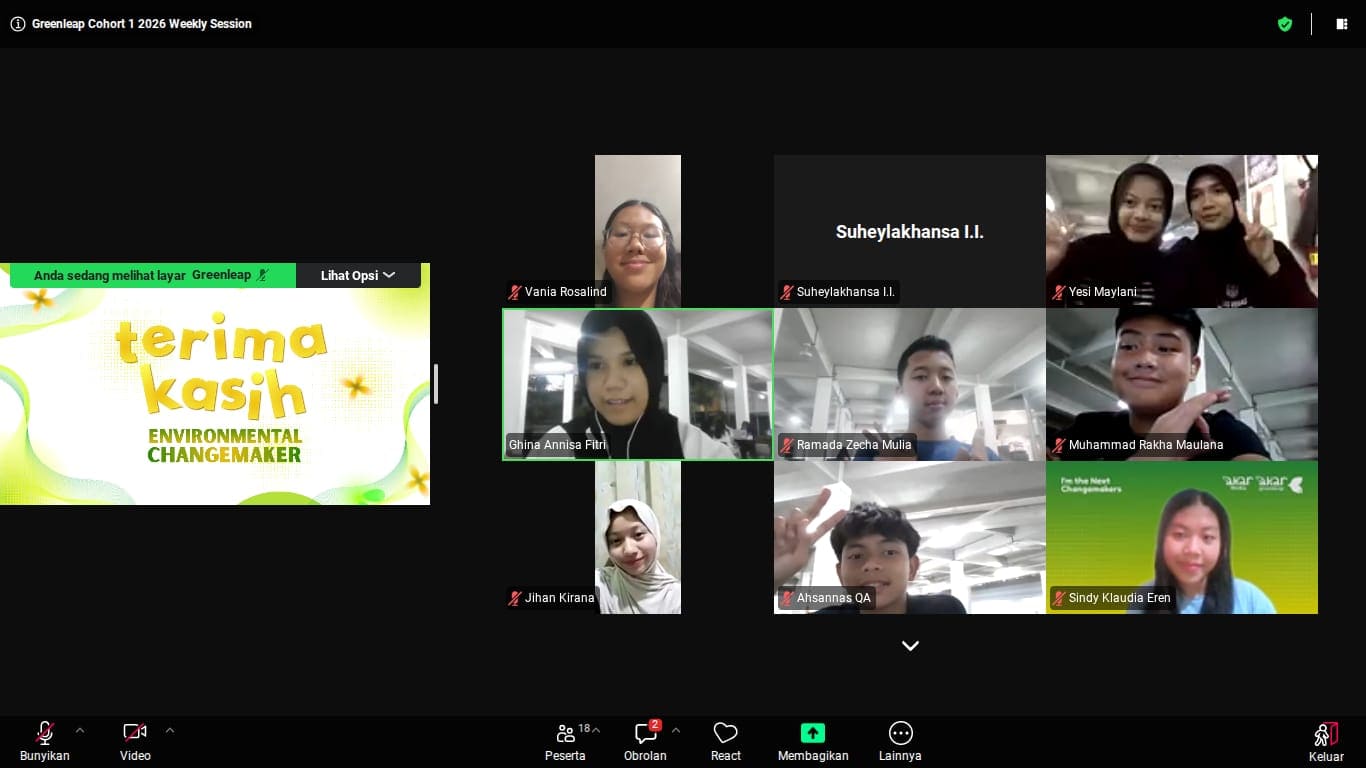 Greenleap Cohort 1 2026 Weekly Session
Anda sedang melihat layar Greenleap
Lihat Opsi
terima
kasih
ENVIRONMENTAL
CHANGEMAKER
Vania Rosalind
Suheylakhansa I.I.
Suheylakhansa I.I.
Yesi Maylani
Ghina Annisa Fitri
Ramada Zecha Mulia
Muhammad Rakha Maulana
Jihan Kirana
Ahsannas QA
I'm the Next
Changemakers
Sindy Klaudia Eren
Bunyikan
Video
18
Peserta
2
Obrolan
React
Membagikan
Lainnya
Keluar